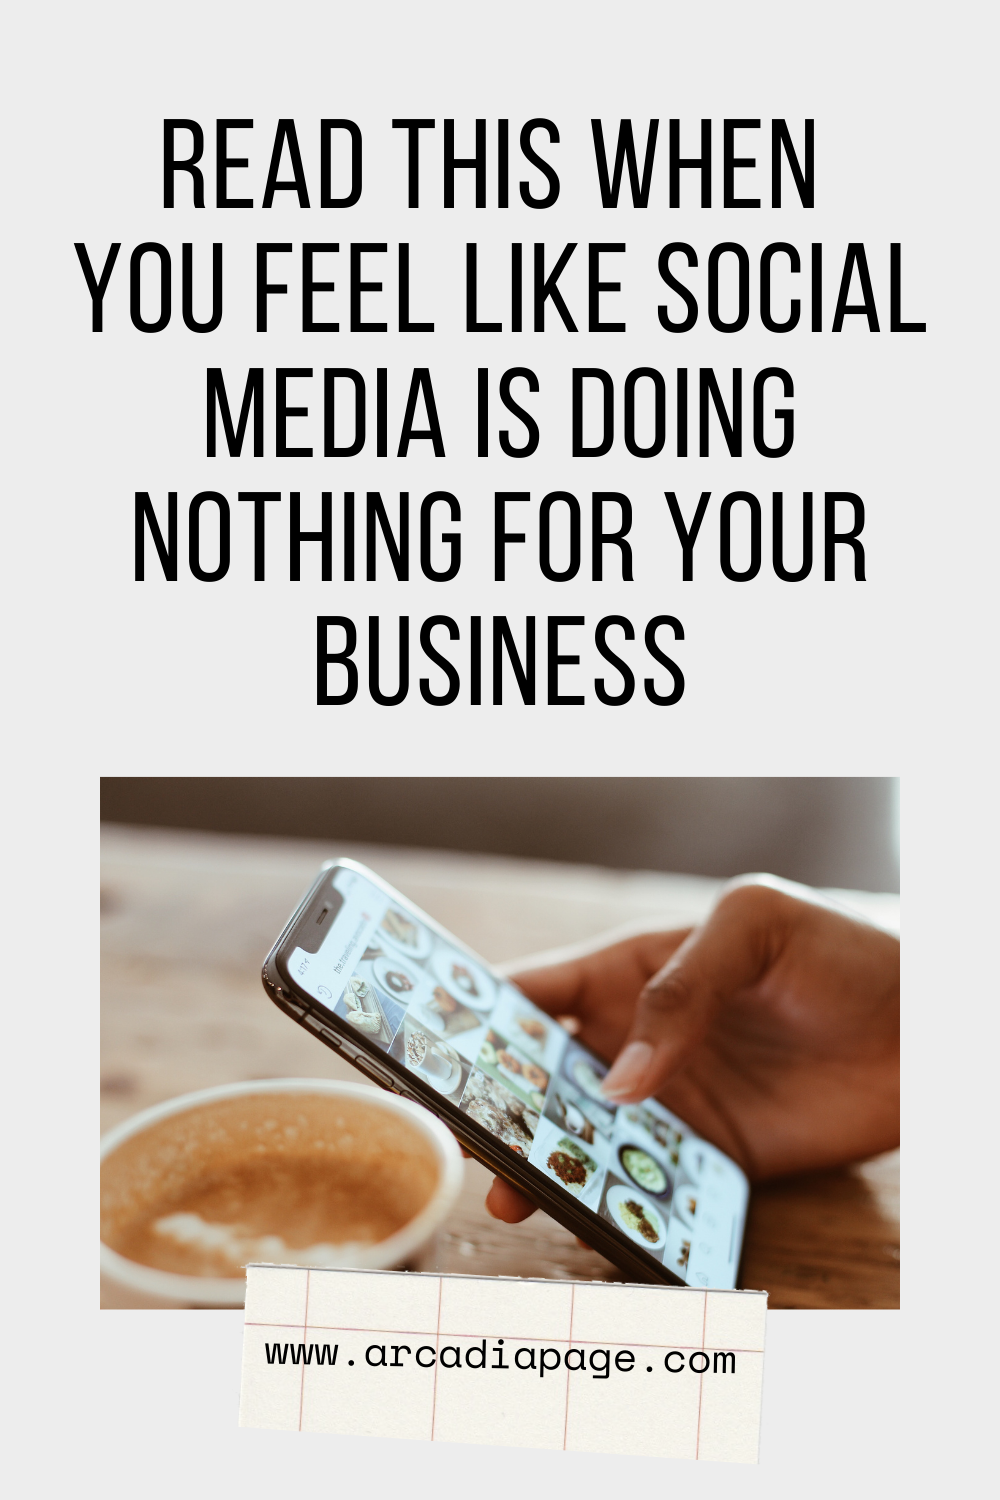 READ THIS WHEN
YOU FEEL LIKE SOCIAL
MEDIA IS DOING
NOTHING FOR YOUR
BUSINESS
www.arcadiapage.com